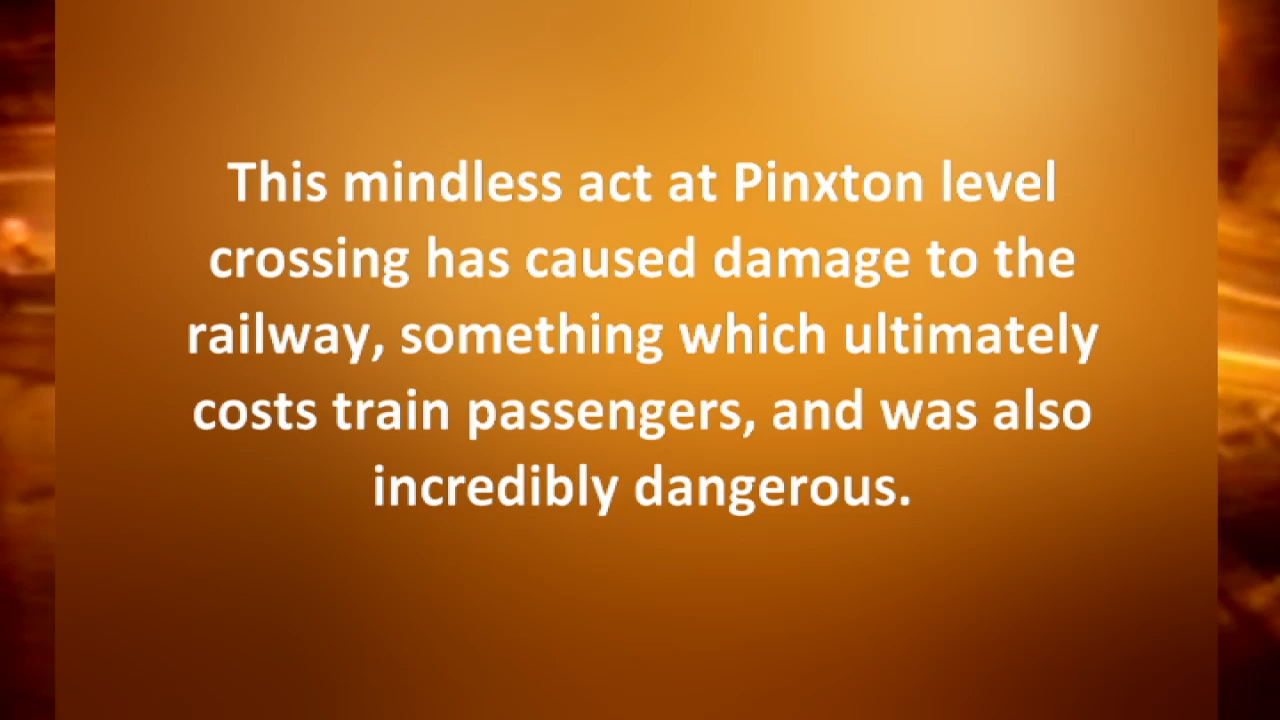 This mindless act at Pinxton level
crossing has caused damage to the
railway, something which ultimately
costs train passengers, and was also
incredibly dangerous.